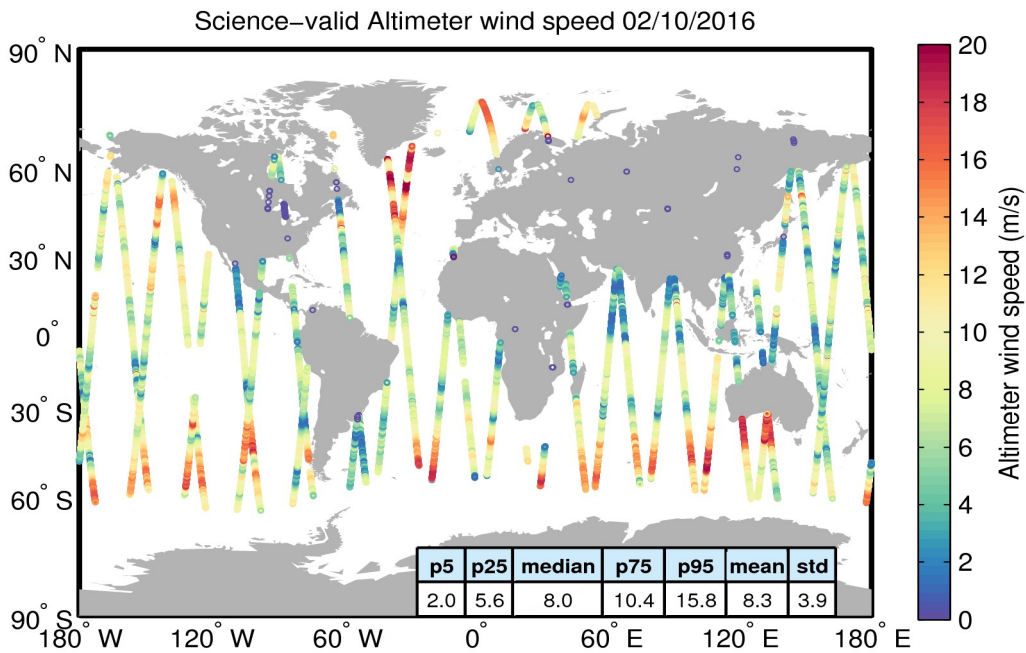 Science−valid Altimeter wind speed 02/10/2016
90° N
60° N
30° N
0°
30° S
60° S
90° S
180° W
120° W
60° W
0°
60° E
120° E
180° E
p5 p25 median p75 p95 mean std
2.0 5.6 8.0 10.4 15.8 8.3 3.9
20
18
16
14
12
10
8
6
4
2
0
Altimeter wind speed (m/s)